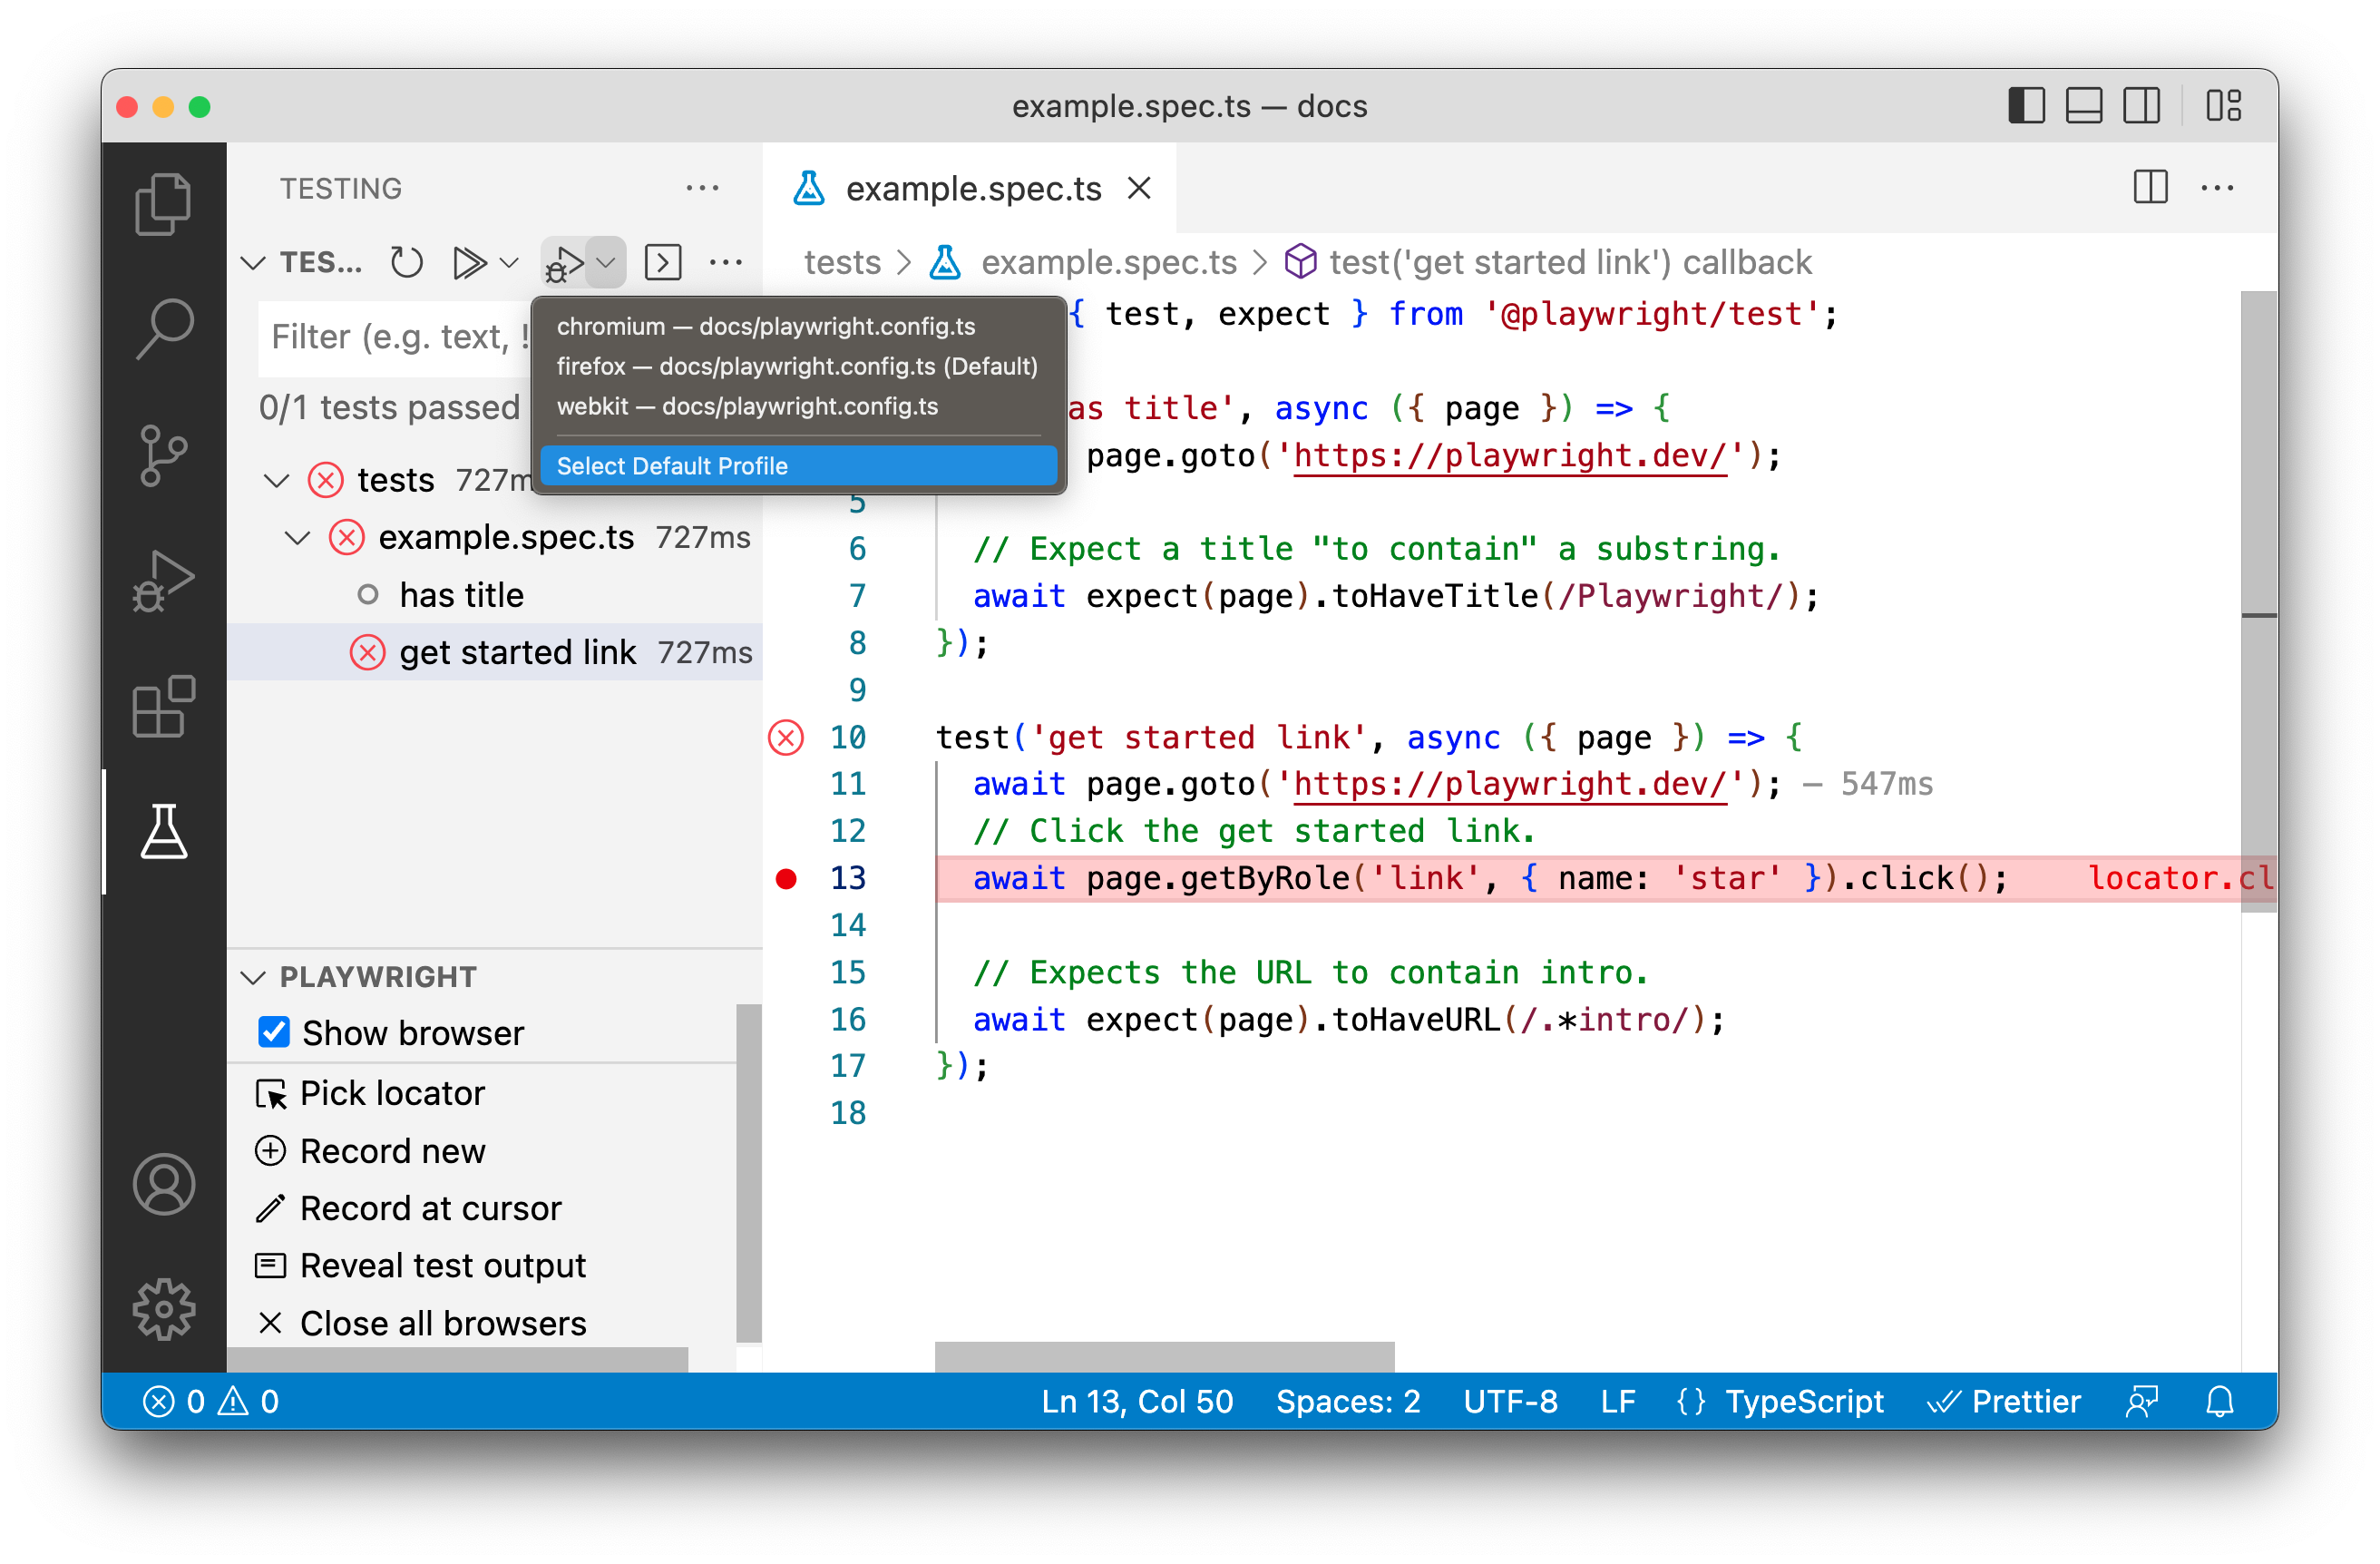 example.spec.ts — docs
TESTING
TES...
Filter (e.g. text, !
0/1 tests passed
tests 727m
example.spec.ts 727ms
has title
get started link 727ms
PLAYWRIGHT
Show browser
Pick locator
Record new
Record at cursor
Reveal test output
Close all browsers
chromium — docs/playwright.config.ts
firefox — docs/playwright.config.ts (Default)
webkit — docs/playwright.config.ts
Select Default Profile
example.spec.ts
tests > example.spec.ts > test('get started link') callback
{ test, expect } from '@playwright/test';
as title', async ({ page }) => {
page.goto('https://playwright.dev/');
5
6 // Expect a title "to contain" a substring.
7 await expect(page).toHaveTitle(/Playwright/);
8 });
9
10 test('get started link', async ({ page }) => {
11 await page.goto('https://playwright.dev/'); — 547ms
12 // Click the get started link.
13 await page.getByRole('link', { name: 'star' }).click(); locator.cl
14
15 // Expects the URL to contain intro.
16 await expect(page).toHaveURL(/.*intro/);
17 });
18
0 0 Ln 13, Col 50 Spaces: 2 UTF-8 LF {} TypeScript Prettier